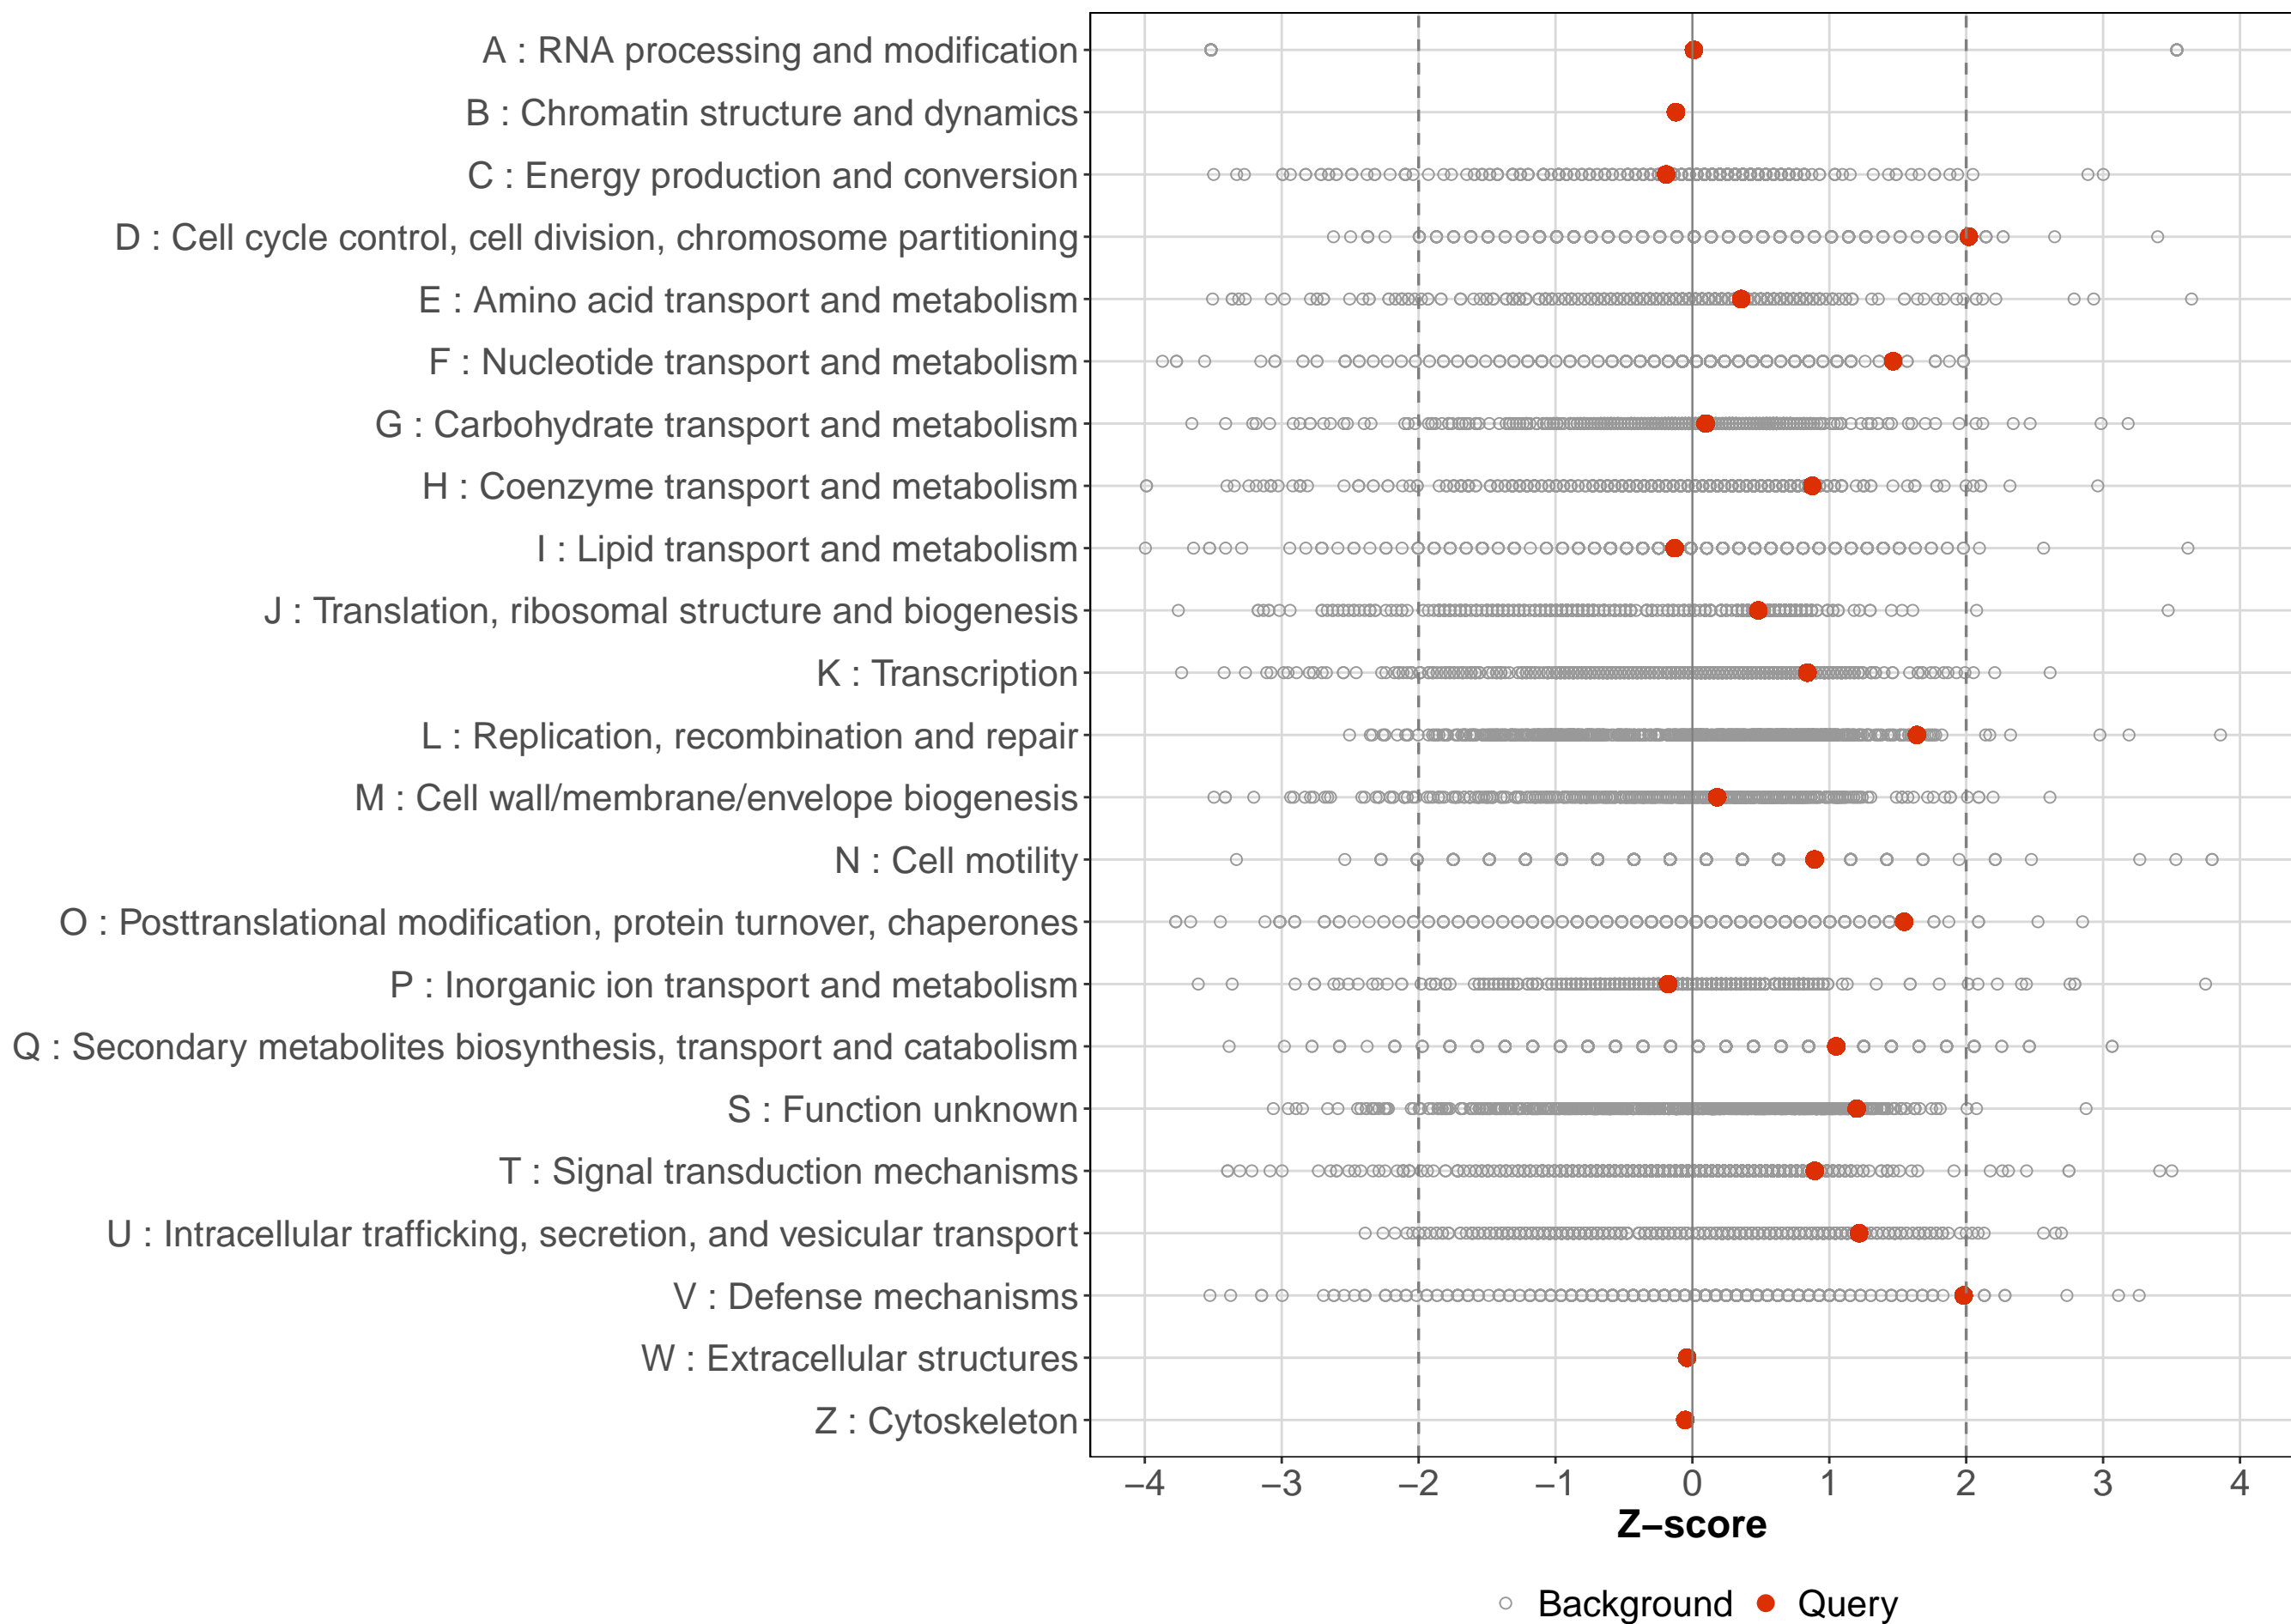 A : RNA processing and modification
B : Chromatin structure and dynamics
C : Energy production and conversion
D : Cell cycle control, cell division, chromosome partitioning
E : Amino acid transport and metabolism
F : Nucleotide transport and metabolism
G : Carbohydrate transport and metabolism
H : Coenzyme transport and metabolism
I : Lipid transport and metabolism
J : Translation, ribosomal structure and biogenesis
K : Transcription
L : Replication, recombination and repair
M : Cell wall/membrane/envelope biogenesis
N : Cell motility
O : Posttranslational modification, protein turnover, chaperones
P : Inorganic ion transport and metabolism
Q : Secondary metabolites biosynthesis, transport and catabolism
S : Function unknown
T : Signal transduction mechanisms
U : Intracellular trafficking, secretion, and vesicular transport
V : Defense mechanisms
W : Extracellular structures
Z : Cytoskeleton
−4 −3 −2 −1 0 1 2 3 4
Z−score
Background Query